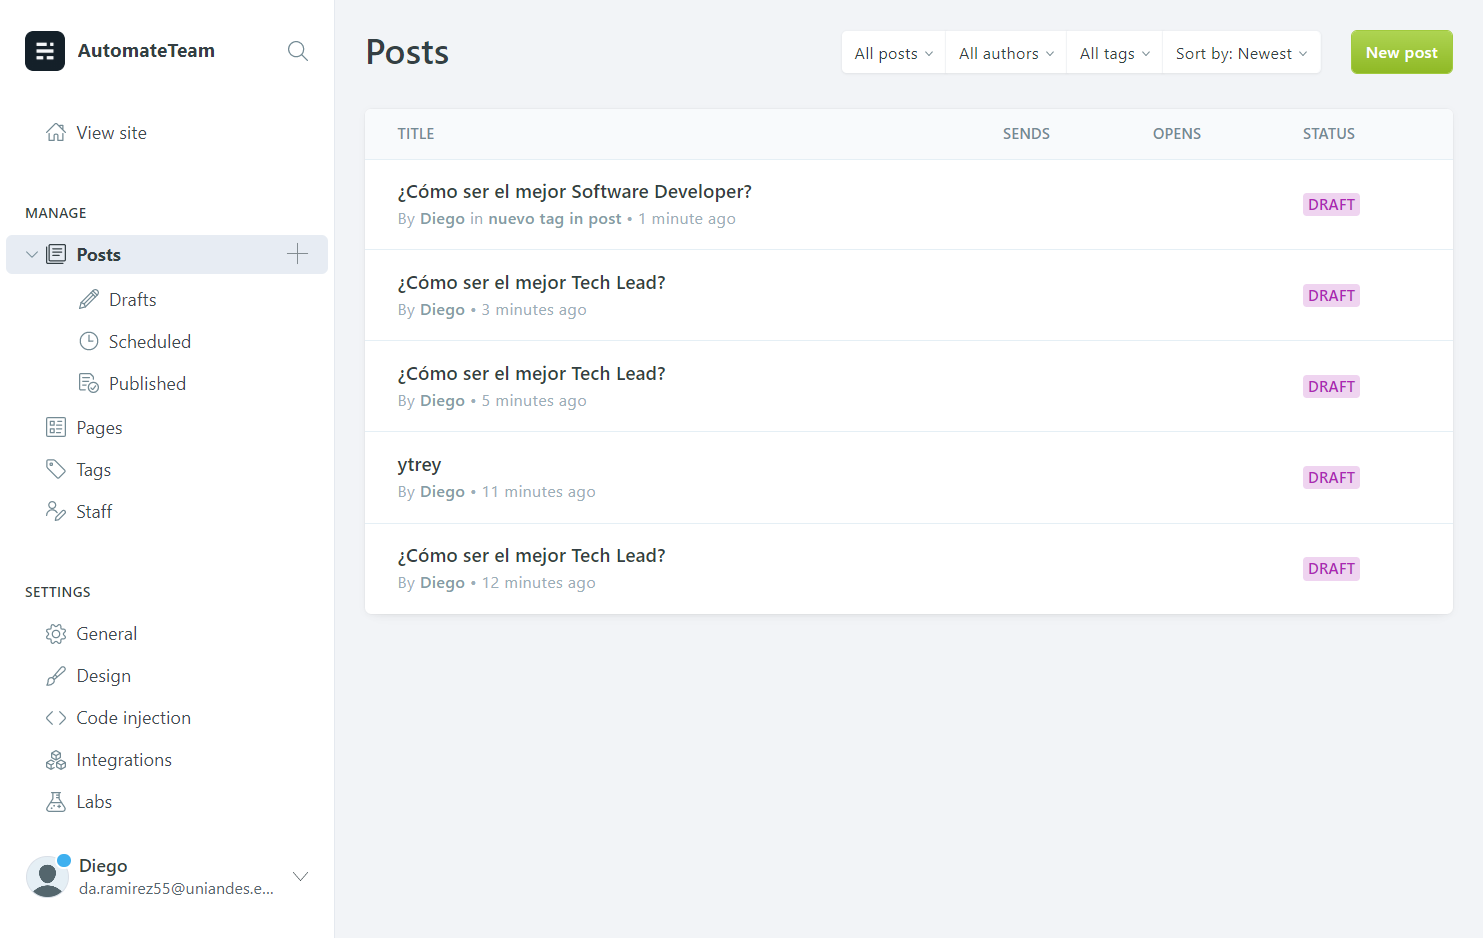 AutomateTeam
View site
MANAGE
Posts
Drafts
Scheduled
Published
Pages
Tags
Staff
SETTINGS
General
Design
Code injection
Integrations
Labs
Diego
da.ramirez55@uniandes.e...
Posts
All posts
All authors
All tags
Sort by: Newest
New post
TITLE SENDS OPENS STATUS
¿Cómo ser el mejor Software Developer?
By Diego in nuevo tag in post • 1 minute ago
DRAFT
¿Cómo ser el mejor Tech Lead?
By Diego • 3 minutes ago
DRAFT
¿Cómo ser el mejor Tech Lead?
By Diego • 5 minutes ago
DRAFT
ytrey
By Diego • 11 minutes ago
DRAFT
¿Cómo ser el mejor Tech Lead?
By Diego • 12 minutes ago
DRAFT